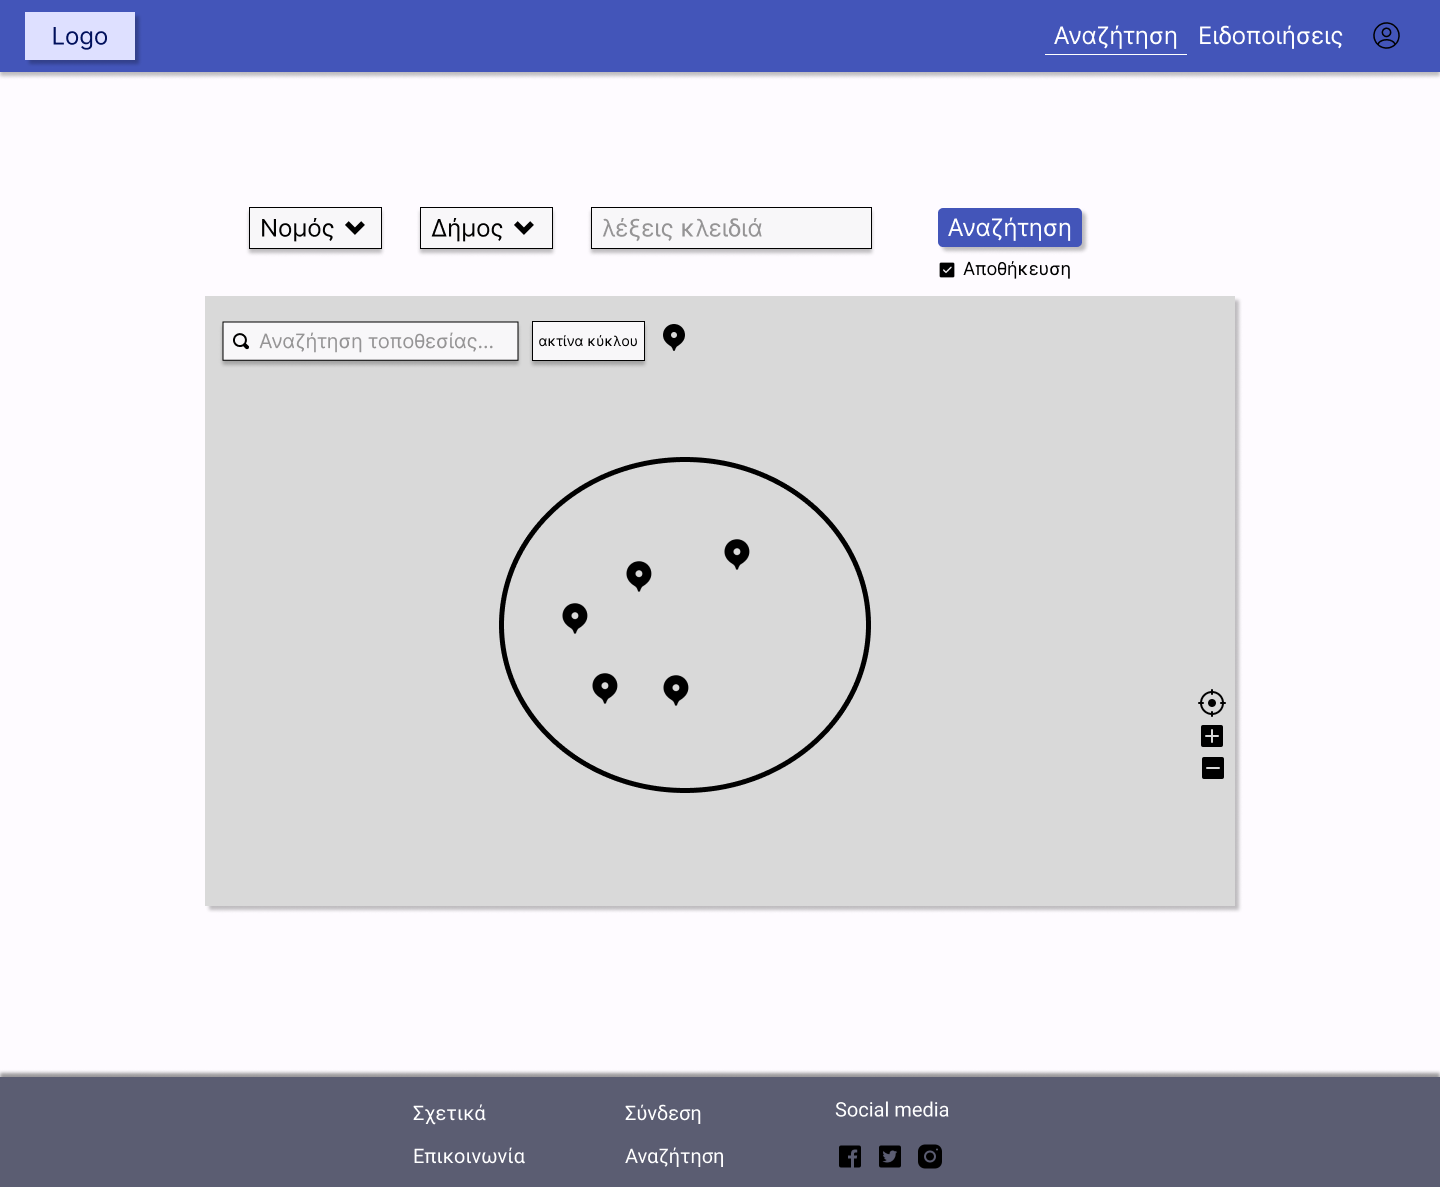 Logo
Αναζήτηση
Ειδοποιήσεις
Νομός
Δήμος
λέξεις κλειδιά
Αναζήτηση
Αποθήκευση
Αναζήτηση τοποθεσίας...
ακτίνα κύκλου
Σχετικά
Σύνδεση
Social media
Επικοινωνία
Αναζήτηση